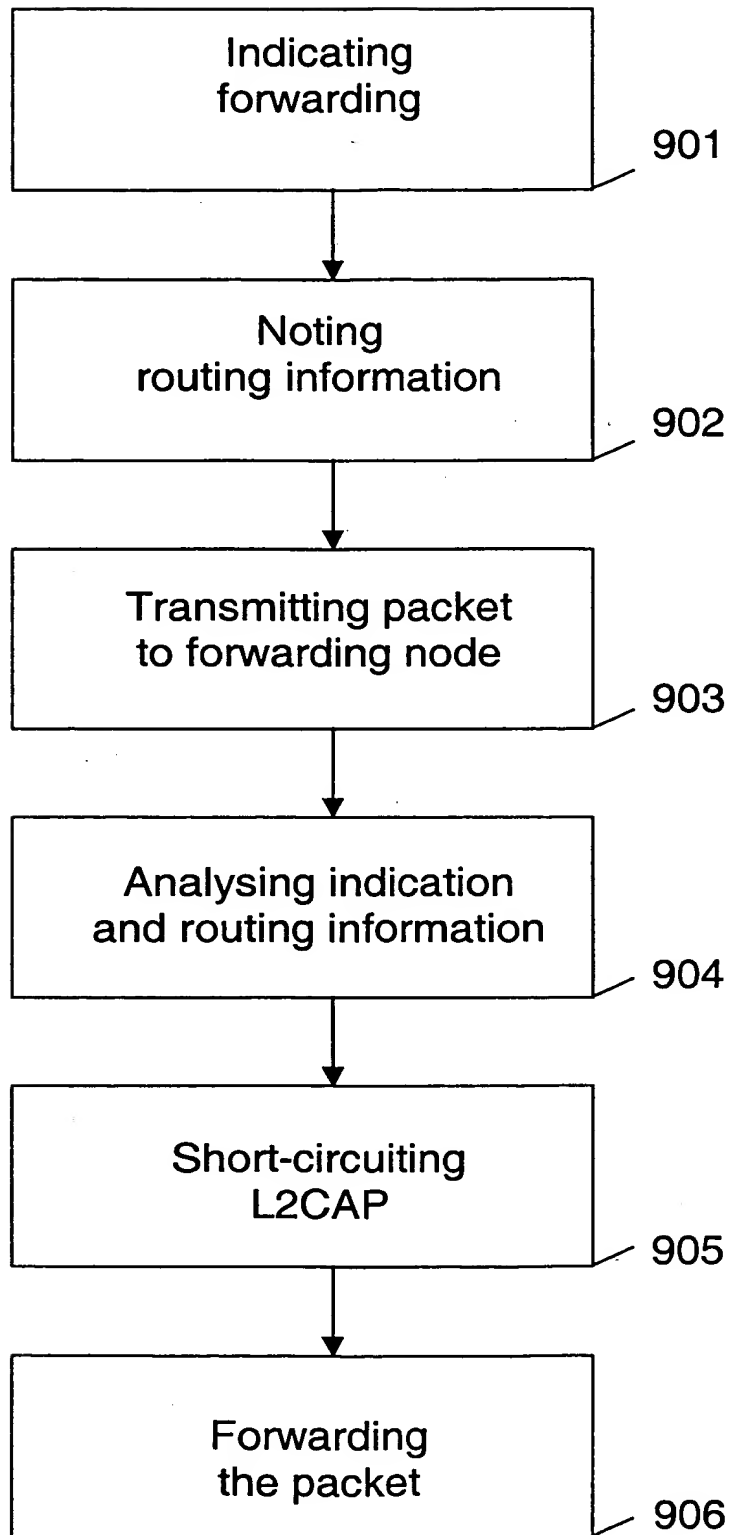 Indicating
forwarding
901
Noting
routing information
902
Transmitting packet
to forwarding node
903
Analysing indication
and routing information
904
Short-circuiting
L2CAP
905
Forwarding
the packet
906